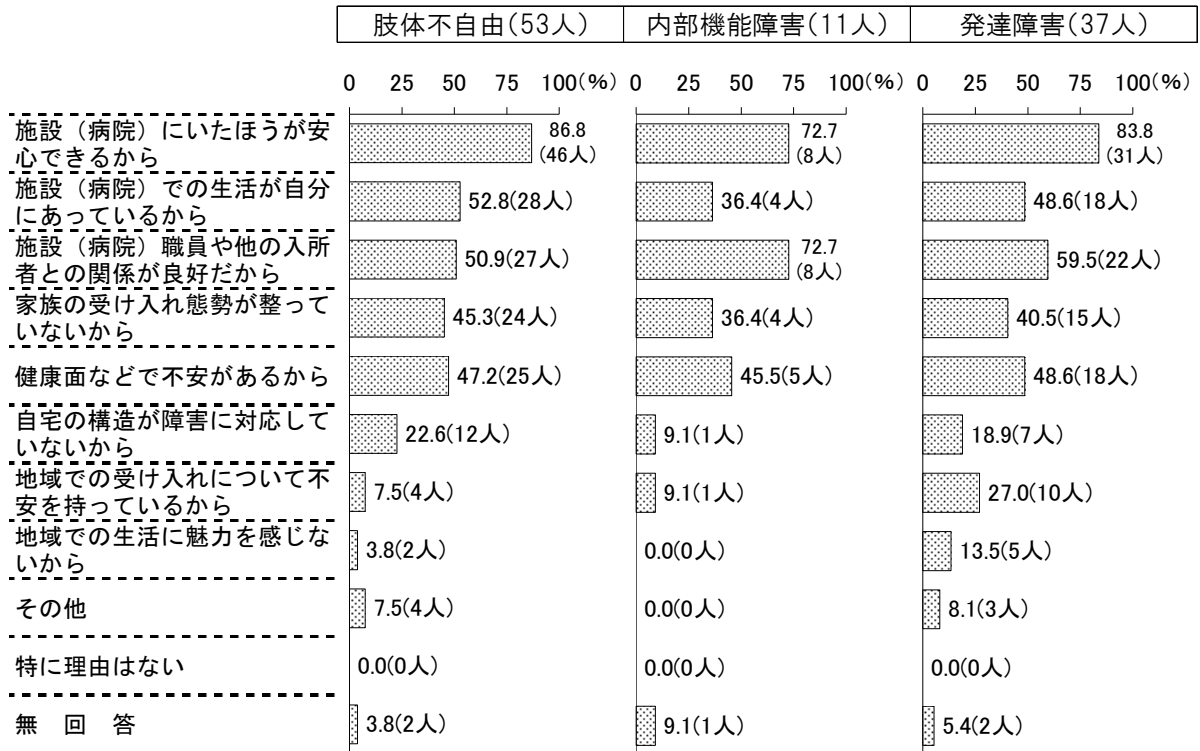 肢体不自由(53人) 内部機能障害(11人) 発達障害(37人)
0 25 50 75 100(%) 0 25 50 75 100(%) 0 25 50 75 100(%)
施設（病院）にいたほうが安
心できるから
86.8
(46人)
72.7
(8人)
83.8
(31人)
施設（病院）での生活が自分
にあっているから
52.8(28人) 36.4(4人) 48.6(18人)
施設（病院）職員や他の入所
者との関係が良好だから
50.9(27人)
72.7
(8人)
59.5(22人)
家族の受け入れ態勢が整って
いないから
45.3(24人) 36.4(4人) 40.5(15人)
健康面などで不安があるから
47.2(25人) 45.5(5人) 48.6(18人)
自宅の構造が障害に対応して
いないから
22.6(12人) 9.1(1人) 18.9(7人)
地域での受け入れについて不
安を持っているから
7.5(4人) 9.1(1人) 27.0(10人)
地域での生活に魅力を感じな
いから
3.8(2人) 0.0(0人) 13.5(5人)
その他
7.5(4人) 0.0(0人) 8.1(3人)
特に理由はない
0.0(0人) 0.0(0人) 0.0(0人)
無　回　答
3.8(2人) 9.1(1人) 5.4(2人)